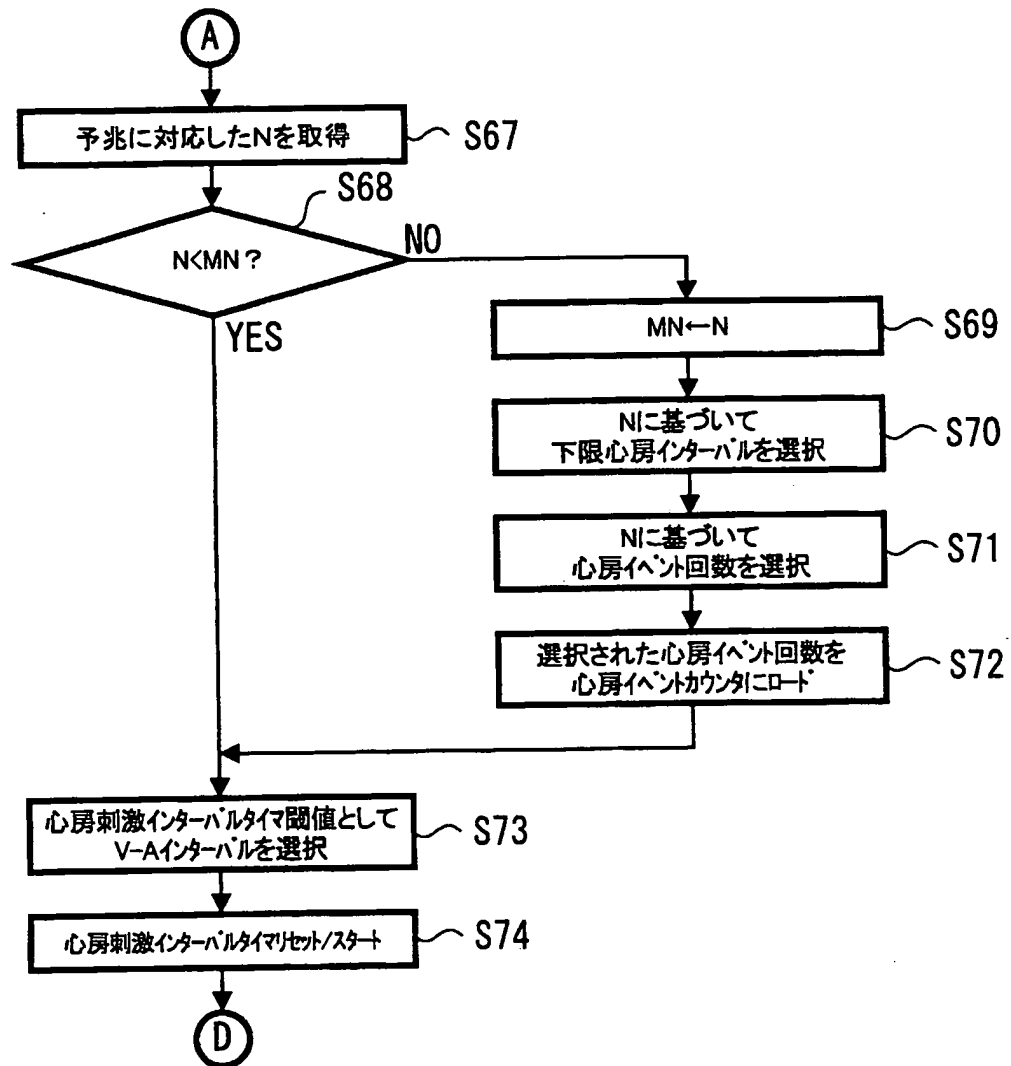 A
予兆に対応したNを取得
S67
S68
N<MN?
NO
YES
MN←N
S69
Nに基づいて
下限心房インターバルを選択
S70
Nに基づいて
心房イベント回数を選択
S71
選択された心房イベント回数を
心房イベントカウンタにロード
S72
心房刺激インターバルタイマ閾値として
V-Aインターバルを選択
S73
心房刺激インターバルタイマリセット/スタート
S74
D